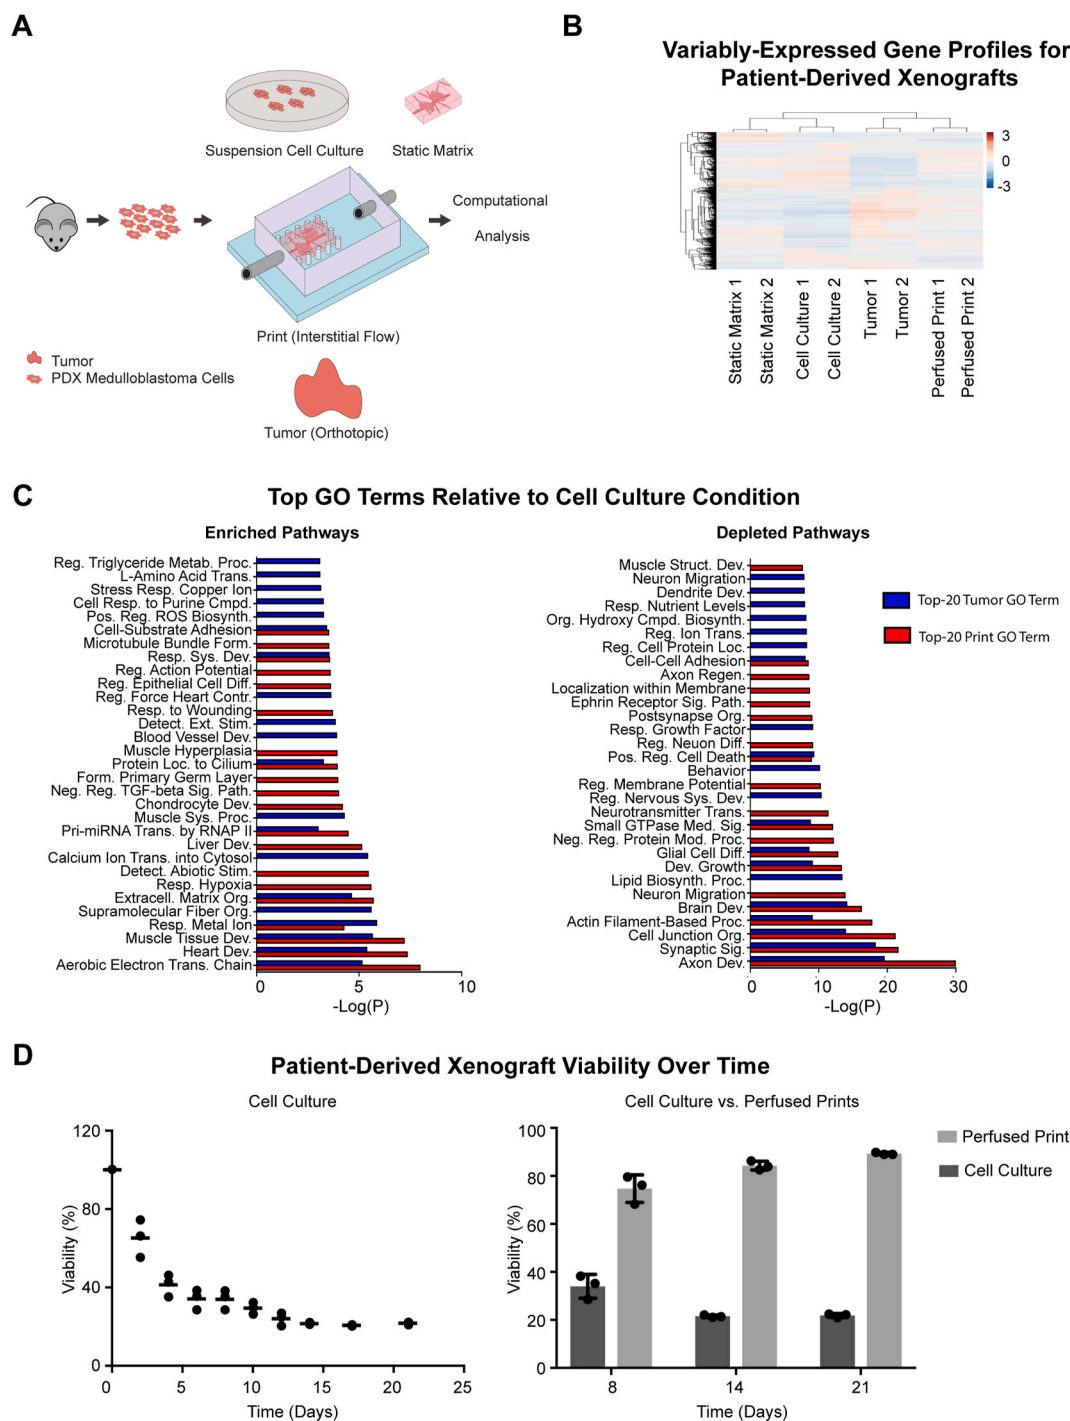 A
Suspension Cell Culture
Static Matrix
Computational
Analysis
Print (Interstitial Flow)
Tumor
PDX Medulloblastoma Cells
Tumor (Orthotopic)
B
Variably-Expressed Gene Profiles for
Patient-Derived Xenografts
3
0
-3
Static Matrix 1
Static Matrix 2
Cell Culture 1
Cell Culture 2
Tumor 1
Tumor 2
Perfused Print 1
Perfused Print 2
C
Top GO Terms Relative to Cell Culture Condition
Enriched Pathways
Reg. Triglyceride Metab. Proc.
L-Amino Acid Trans.
Stress Resp. Copper Ion
Cell Resp. to Purine Cmpd.
Pos. Reg. ROS Biosynth.
Cell-Substrate Adhesion
Microtubule Bundle Form.
Resp. Sys. Dev.
Reg. Action Potential
Reg. Epithelial Cell Diff.
Reg. Force Heart Contr.
Resp. to Wounding
Detect. Ext. Stim.
Blood Vessel Dev.
Muscle Hyperplasia
Protein Loc. to Cilium
Form. Primary Germ Layer
Neg. Reg. TGF-beta Sig. Path.
Chondrocyte Dev.
Muscle Sys. Proc.
Pri-miRNA Trans. by RNAP II
Liver Dev.
Calcium Ion Trans. into Cytosol
Detect. Abiotic Stim.
Resp. Hypoxia
Extracell. Matrix Org.
Supramolecular Fiber Org.
Resp. Metal Ion
Muscle Tissue Dev.
Heart Dev.
Aerobic Electron Trans. Chain
0 5 10
-Log(P)
Depleted Pathways
Muscle Struct. Dev.
Neuron Migration
Dendrite Dev.
Resp. Nutrient Levels
Org. Hydroxy Cmpd. Biosynth.
Reg. Ion Trans.
Reg. Cell Protein Loc.
Cell-Cell Adhesion
Axon Regen.
Localization within Membrane
Ephrin Receptor Sig. Path.
Postsynapse Org.
Resp. Growth Factor
Reg. Neuon Diff.
Pos. Reg. Cell Death
Behavior
Reg. Membrane Potential
Reg. Nervous Sys. Dev.
Neurotransmitter Trans.
Small GTPase Med. Sig.
Neg. Reg. Protein Mod. Proc.
Glial Cell Diff.
Dev. Growth
Lipid Biosynth. Proc.
Neuron Migration
Brain Dev.
Actin Filament-Based Proc.
Cell Junction Org.
Synaptic Sig.
Axon Dev.
0 10 20 30
-Log(P)
Top-20 Tumor GO Term
Top-20 Print GO Term
D
Patient-Derived Xenograft Viability Over Time
Cell Culture
120
80
40
0
Viability (%)
0 5 10 15 20 25
Time (Days)
Cell Culture vs. Perfused Prints
100
80
60
40
20
0
Viability (%)
8 14 21
Time (Days)
Perfused Print
Cell Culture